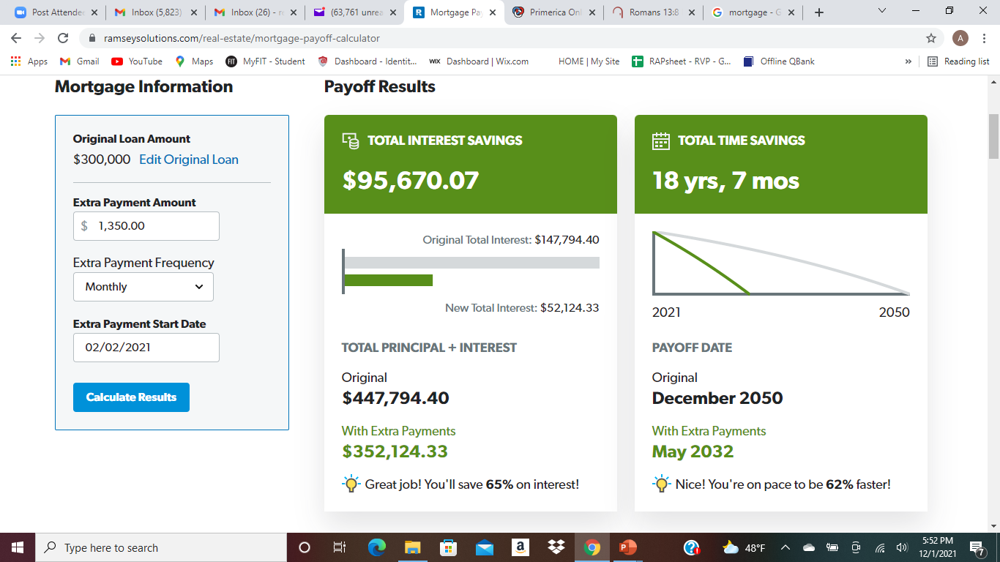 Post Attendee
Inbox (5,823)
Inbox (26) - r
(63,761 unrea
Mortgage Pay
Primerica Onl
Romans 13:8
mortgage - G
ramseysolutions.com/real-estate/mortgage-payoff-calculator
A
Apps
Gmail
YouTube
Maps
FIT
MyFIT - Student
Dashboard - Identit...
WIX
Dashboard | Wix.com
HOME | My Site
RAPsheet - RVP - G...
Offline QBank
»
Reading list
Mortgage Information
Payoff Results
Original Loan Amount
$300,000 Edit Original Loan
Extra Payment Amount
$ 1,350.00
Extra Payment Frequency
Monthly
Extra Payment Start Date
02/02/2021
Calculate Results
TOTAL INTEREST SAVINGS
$95,670.07
Original Total Interest: $147,794.40
New Total Interest: $52,124.33
TOTAL PRINCIPAL + INTEREST
Original
$447,794.40
With Extra Payments
$352,124.33
Great job! You'll save 65% on interest!
TOTAL TIME SAVINGS
18 yrs, 7 mos
2021 2050
PAYOFF DATE
Original
December 2050
With Extra Payments
May 2032
Nice! You're on pace to be 62% faster!
Type here to search
48°F
5:52 PM
12/1/2021
7